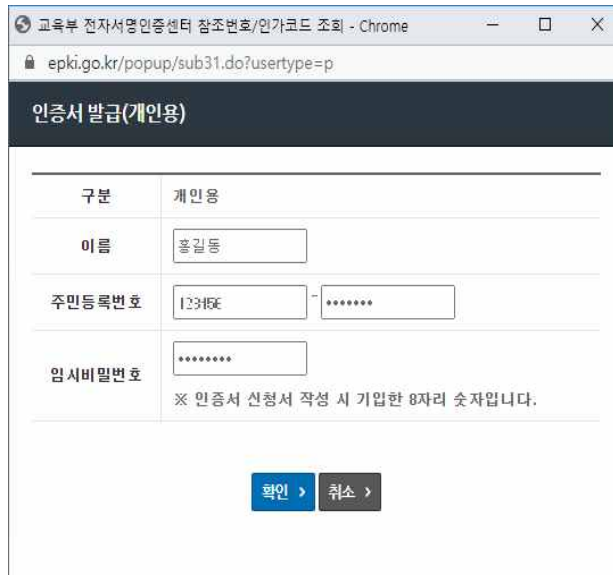 교육부 전자서명인증센터 참조번호/인가코드 조회 - Chrome
epki.go.kr/popup/sub31.do?usertype=p
인증서 발급(개인용)
구분 개인용
이름 홍길동
주민등록번호 123456 - •••••••
임시비밀번호 ••••••••
※ 인증서 신청서 작성 시 기입한 8자리 숫자입니다.
확인 › 취소 ›